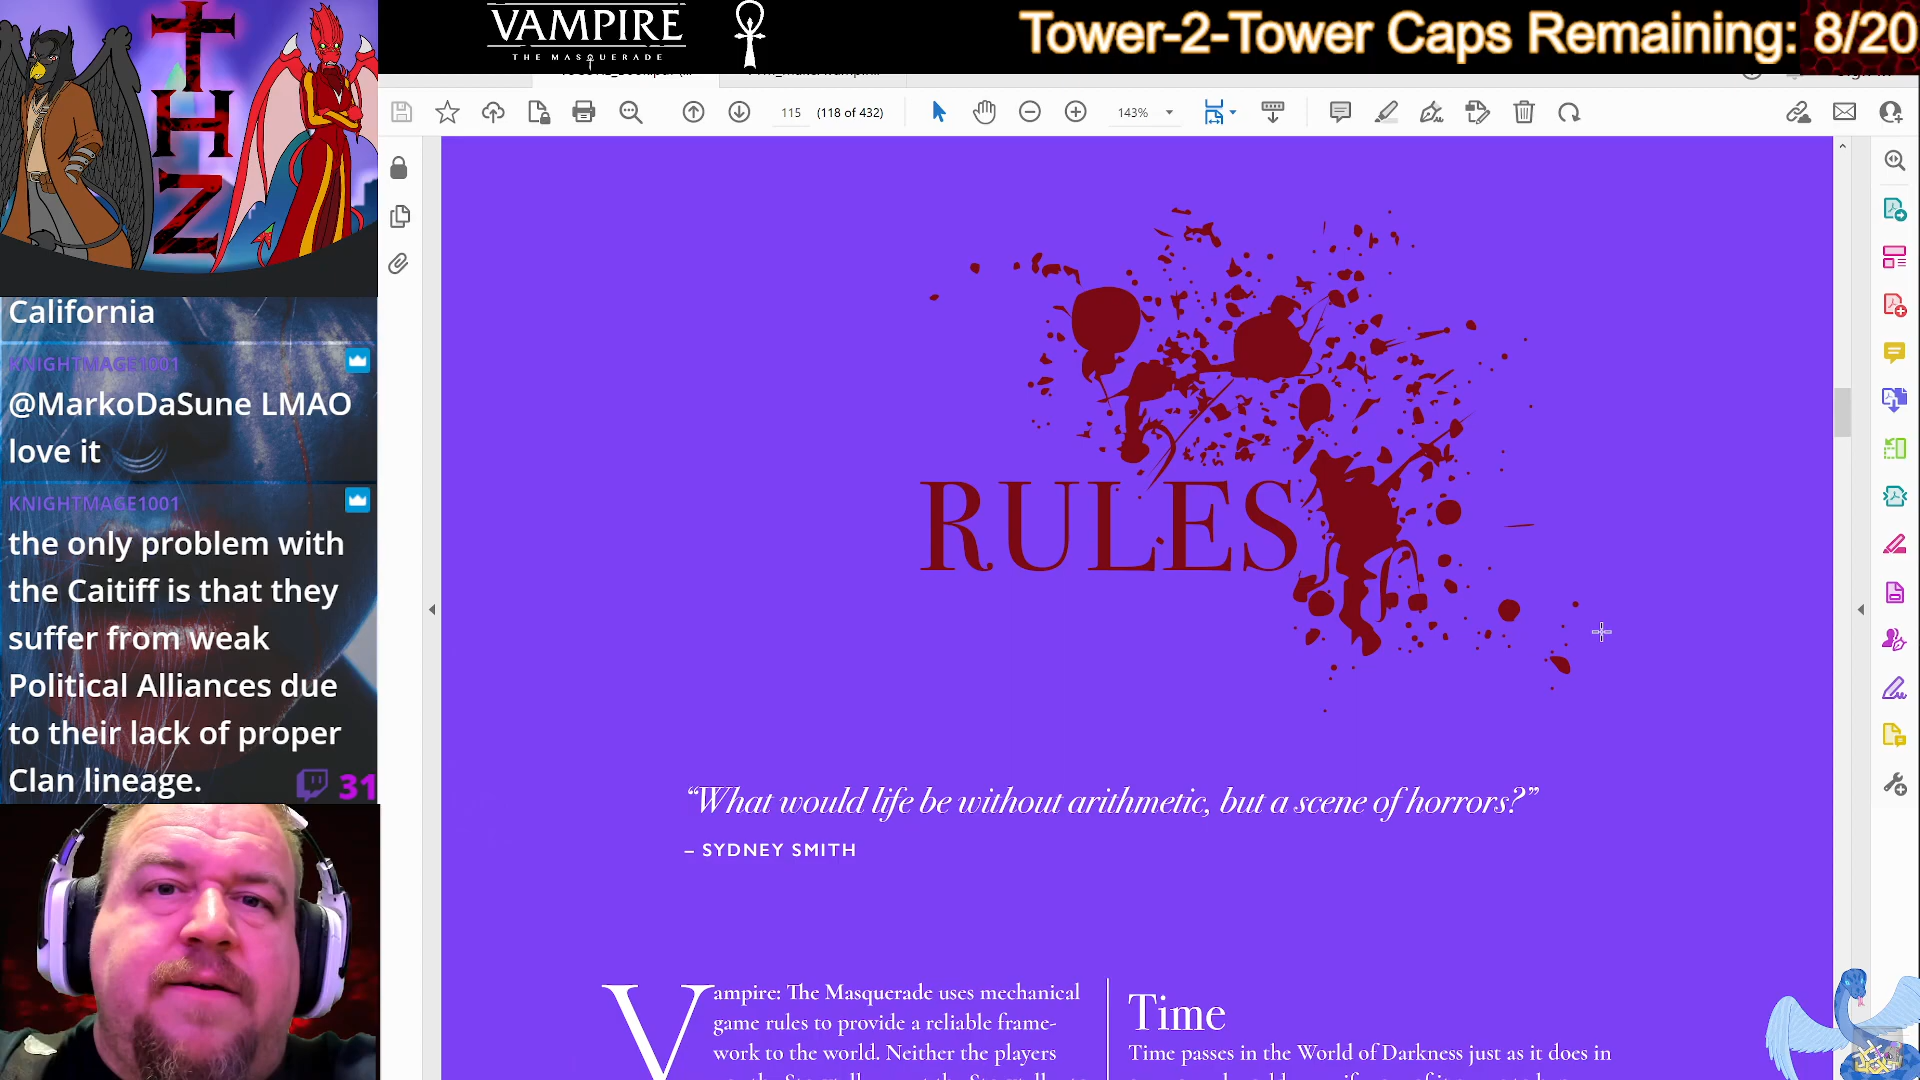 THZ
VAMPIRE
THE MASQUERADE
Tower-2-Tower Caps Remaining: 8/20
115 (118 of 432)
143%
California
KNIGHTMAGE1001
@MarkoDaSune LMAO
love it
KNIGHTMAGE1001
the only problem with
the Caitiff is that they
suffer from weak
Political Alliances due
to their lack of proper
Clan lineage.
31
RULES
“What would life be without arithmetic, but a scene of horrors?”
– SYDNEY SMITH
Vampire: The Masquerade uses mechanical
game rules to provide a reliable frame-
work to the world. Neither the players
Time
Time passes in the World of Darkness just as it does in